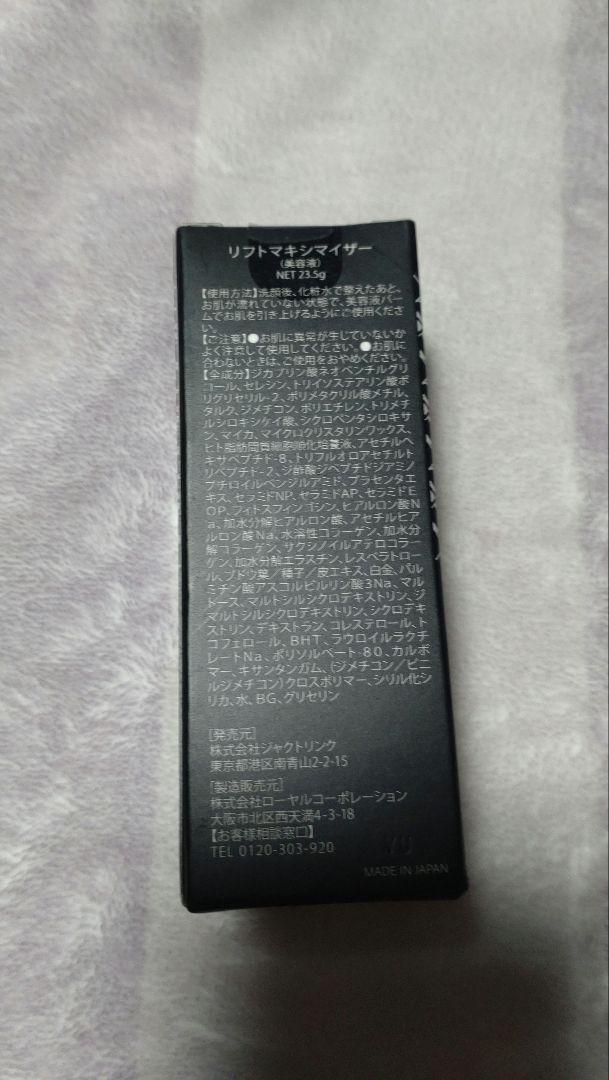 リフトマキシマイザー
(美容液)
NET 23.5g
【使用方法】洗顔後、化粧水で整えたあと、
お肌が濡れていない状態で、美容液バー
ムでお肌を引き上げるようにご使用くださ
い。
【ご注意】●お肌に異常が生じていないか
よく注意して使用してください。●お肌に
合わないときは、ご使用をおやめください。
【全成分】ジカプリン酸ネオペンチルグリ
コール、セレシン、トリイソステアリン酸ポ
リグリセリル-2、ポリメタクリル酸メチル、
タルク、ジメチコン、ポリエチレン、トリメチ
ルシロキシケイ酸、シクロペンタシロキサ
ン、マイカ、マイクロクリスタリンワックス、
ヒト脂肪間質細胞順化培養液、アセチルヘ
キサペプチド-8、トリフルオロアセチルト
リペプチド-2、ジ酢酸ジペプチドジアミノ
ブチロイルベンジルアミド、プラセンタエ
キス、セラミドNP、セラミドAP、セラミドE
OP、フィトスフィンゴシン、ヒアルロン酸N
a、加水分解ヒアルロン酸、アセチルヒア
ルロン酸Na、水溶性コラーゲン、加水分
解コラーゲン、サクシノイルアテロコラー
ゲン、加水分解エラスチン、レスベラトロー
ル、ブドウ葉／種子／皮エキス、白金、パル
ミチン酸アスコルビルリン酸3Na、マル
トース、マルトシルシクロデキストリン、ジ
マルトシルシクロデキストリン、シクロデキ
ストリン、デキストラン、コレステロール、ト
コフェロール、BHT、ラウロイルラクチ
レートNa、ポリソルベート80、カルボ
マー、キサンタンガム、(ジメチコン／ビニ
ルジメチコン)クロスポリマー、シリル化シ
リカ、水、BG、グリセリン
[発売元]
株式会社ジャクトリンク
東京都港区南青山2-2-15
[製造販売元]
株式会社ローヤルコーポレーション
大阪市北区西天満4-3-18
【お客様相談窓口】
TEL 0120-303-920
MADE IN JAPAN